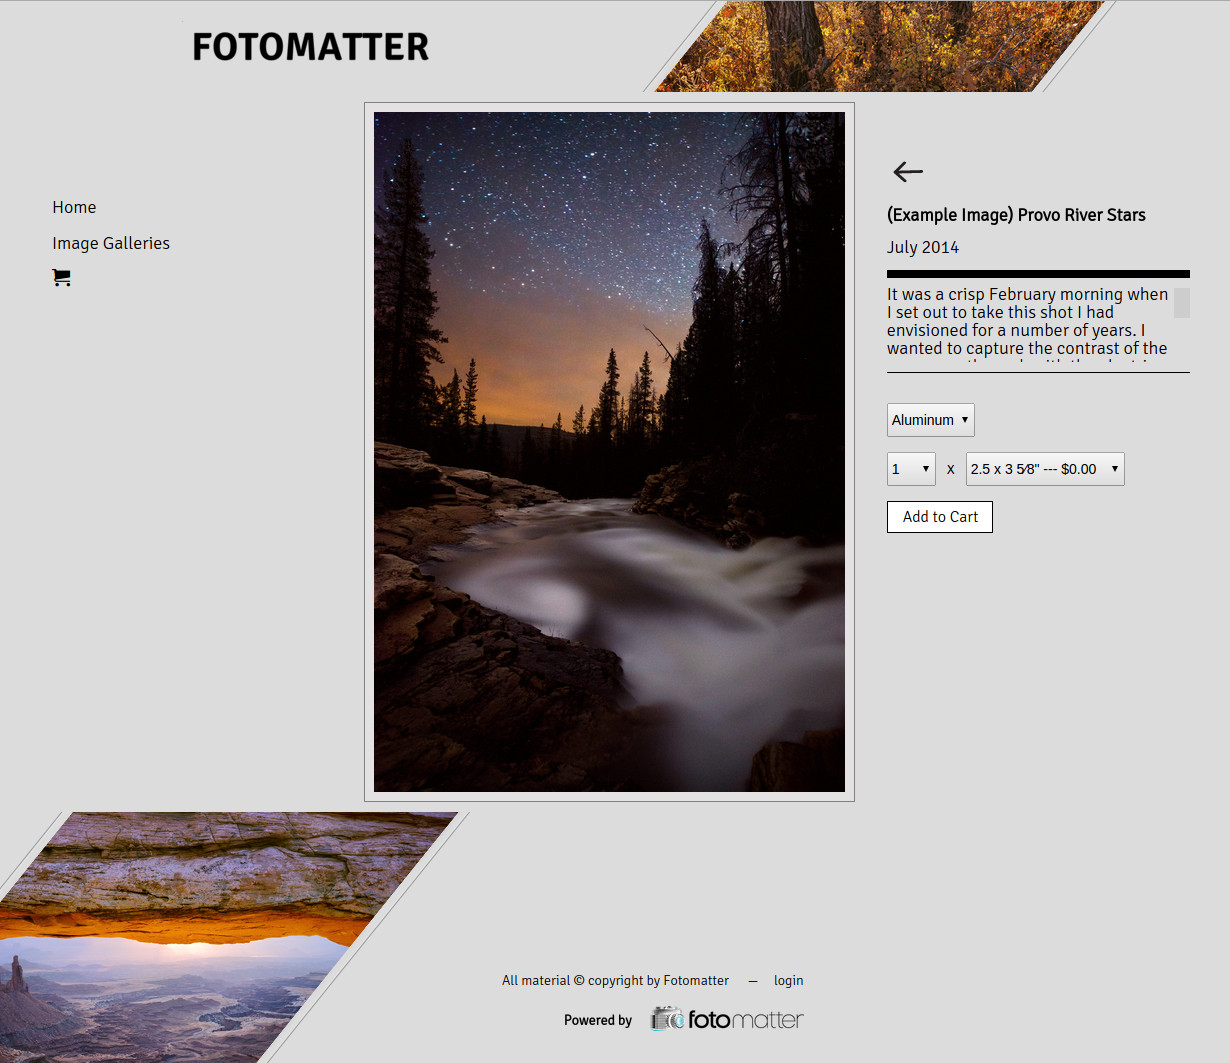 FOTOMATTER
Home
Image Galleries
(Example Image) Provo River Stars
July 2014
It was a crisp February morning when
I set out to take this shot I had
envisioned for a number of years. I
wanted to capture the contrast of the
Aluminum
1 x 2.5 x 3 5⁄8" --- $0.00
Add to Cart
All material © copyright by Fotomatter — login
Powered by fotomatter